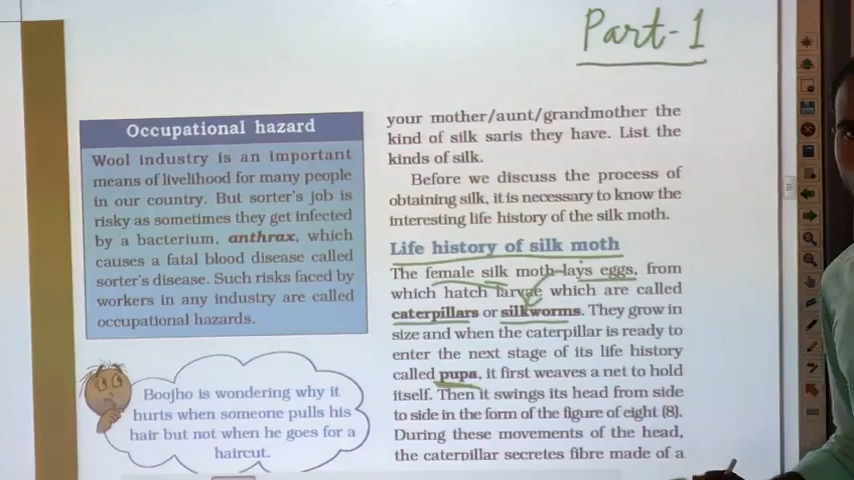 Part-1
Occupational hazard
Wool industry is an important
means of livelihood for many people
in our country. But sorter's job is
risky as sometimes they get infected
by a bacterium, anthrax, which
causes a fatal blood disease called
sorter's disease. Such risks faced by
workers in any industry are called
occupational hazards.
Boojho is wondering why it
hurts when someone pulls his
hair but not when he goes for a
haircut.
your mother/aunt/grandmother the
kind of silk saris they have. List the
kinds of silk.
Before we discuss the process of
obtaining silk, it is necessary to know the
interesting life history of the silk moth.
Life history of silk moth
The female silk moth lays eggs, from
which hatch larvae which are called
caterpillars or silkworms. They grow in
size and when the caterpillar is ready to
enter the next stage of its life history
called pupa, it first weaves a net to hold
itself. Then it swings its head from side
to side in the form of the figure of eight (8).
During these movements of the head,
the caterpillar secretes fibre made of a